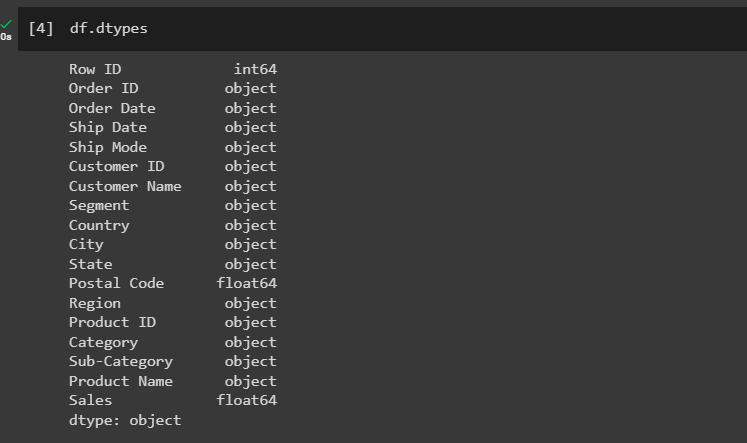 [4] df.dtypes
0s
Row ID int64
Order ID object
Order Date object
Ship Date object
Ship Mode object
Customer ID object
Customer Name object
Segment object
Country object
City object
State object
Postal Code float64
Region object
Product ID object
Category object
Sub-Category object
Product Name object
Sales float64
dtype: object